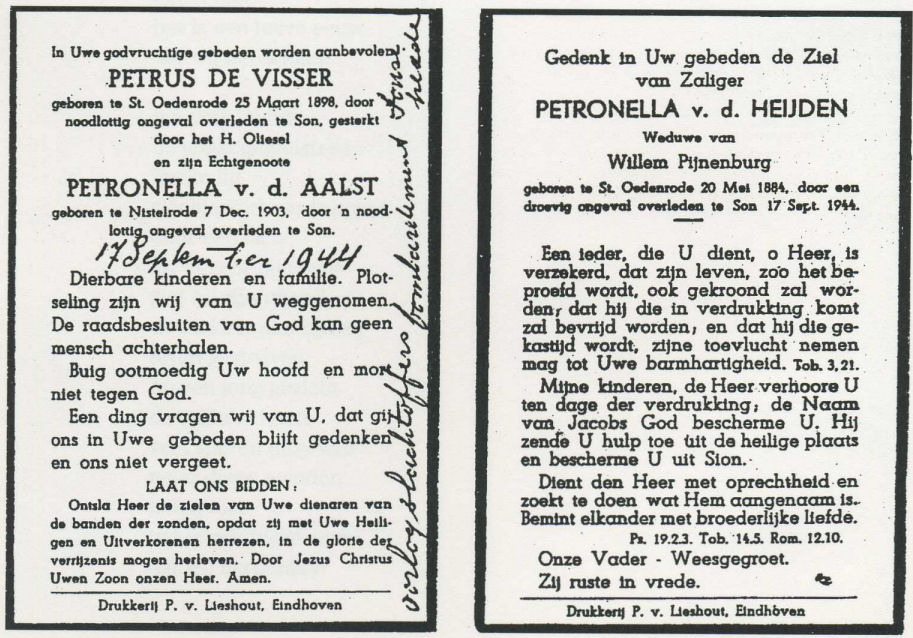 In Uwe godvruchtige gebeden worden aanbevolen
PETRUS DE VISSER
geboren te St. Oedenrode 25 Maart 1898, door
noodlottig ongeval overleden te Son, gesterkt
door het H. Oliesel
en zijn Echtgenoote
PETRONELLA v. d. AALST
geboren te Nistelrode 7 Dec. 1903, door 'n nood-
lottig ongeval overleden te Son.
17 September 1944
Dierbare kinderen en familie. Plot-
seling zijn wij van U weggenomen.
De raadsbesluiten van God kan geen
mensch achterhalen.
Buig ootmoedig Uw hoofd en mor
niet tegen God.
Een ding vragen wij van U, dat gij
ons in Uwe gebeden blijft gedenken
en ons niet vergeet.
LAAT ONS BIDDEN:
Ontsla Heer de zielen van Uwe dienaren van
de banden der zonden, opdat zij met Uwe Heili-
gen en Uitverkorenen herrezen, in de glorie der
verrijzenis mogen herleven. Door Jezus Christus
Uwen Zoon onzen Heer. Amen.
Drukkerij P. v. Lieshout, Eindhoven
oorlogsslachtoffers bombardement Sonse
heide
Gedenk in Uw gebeden de Ziel
van Zaliger
PETRONELLA v. d. HEIJDEN
Weduwe van
Willem Pijnenburg
geboren te St. Oedenrode 20 Mei 1884, door een
droevig ongeval overleden te Son 17 Sept. 1944.
Een ieder, die U dient, o Heer, is
verzekerd, dat zijn leven, zoo het be-
proefd wordt, ook gekroond zal wor-
den; dat hij die in verdrukking komt
zal bevrijd worden; en dat hij die ge-
kastijd wordt, zijne toevlucht nemen
mag tot Uwe barmhartigheid. Tob. 3,21.
Mijne kinderen, de Heer verhoore U
ten dage der verdrukking; de Naam
van Jacobs God bescherme U. Hij
zende U hulp toe uit de heilige plaats
en bescherme U uit Sion.
Dient den Heer met oprechtheid en
zoekt te doen wat Hem aangenaam is.
Bemint elkander met broederlijke liefde.
Ps. 19.2.3. Tob. 14.5. Rom. 12.10.
Onze Vader - Weesgegroet.
Zij ruste in vrede.
Drukkerij P. v. Lieshout, Eindhoven